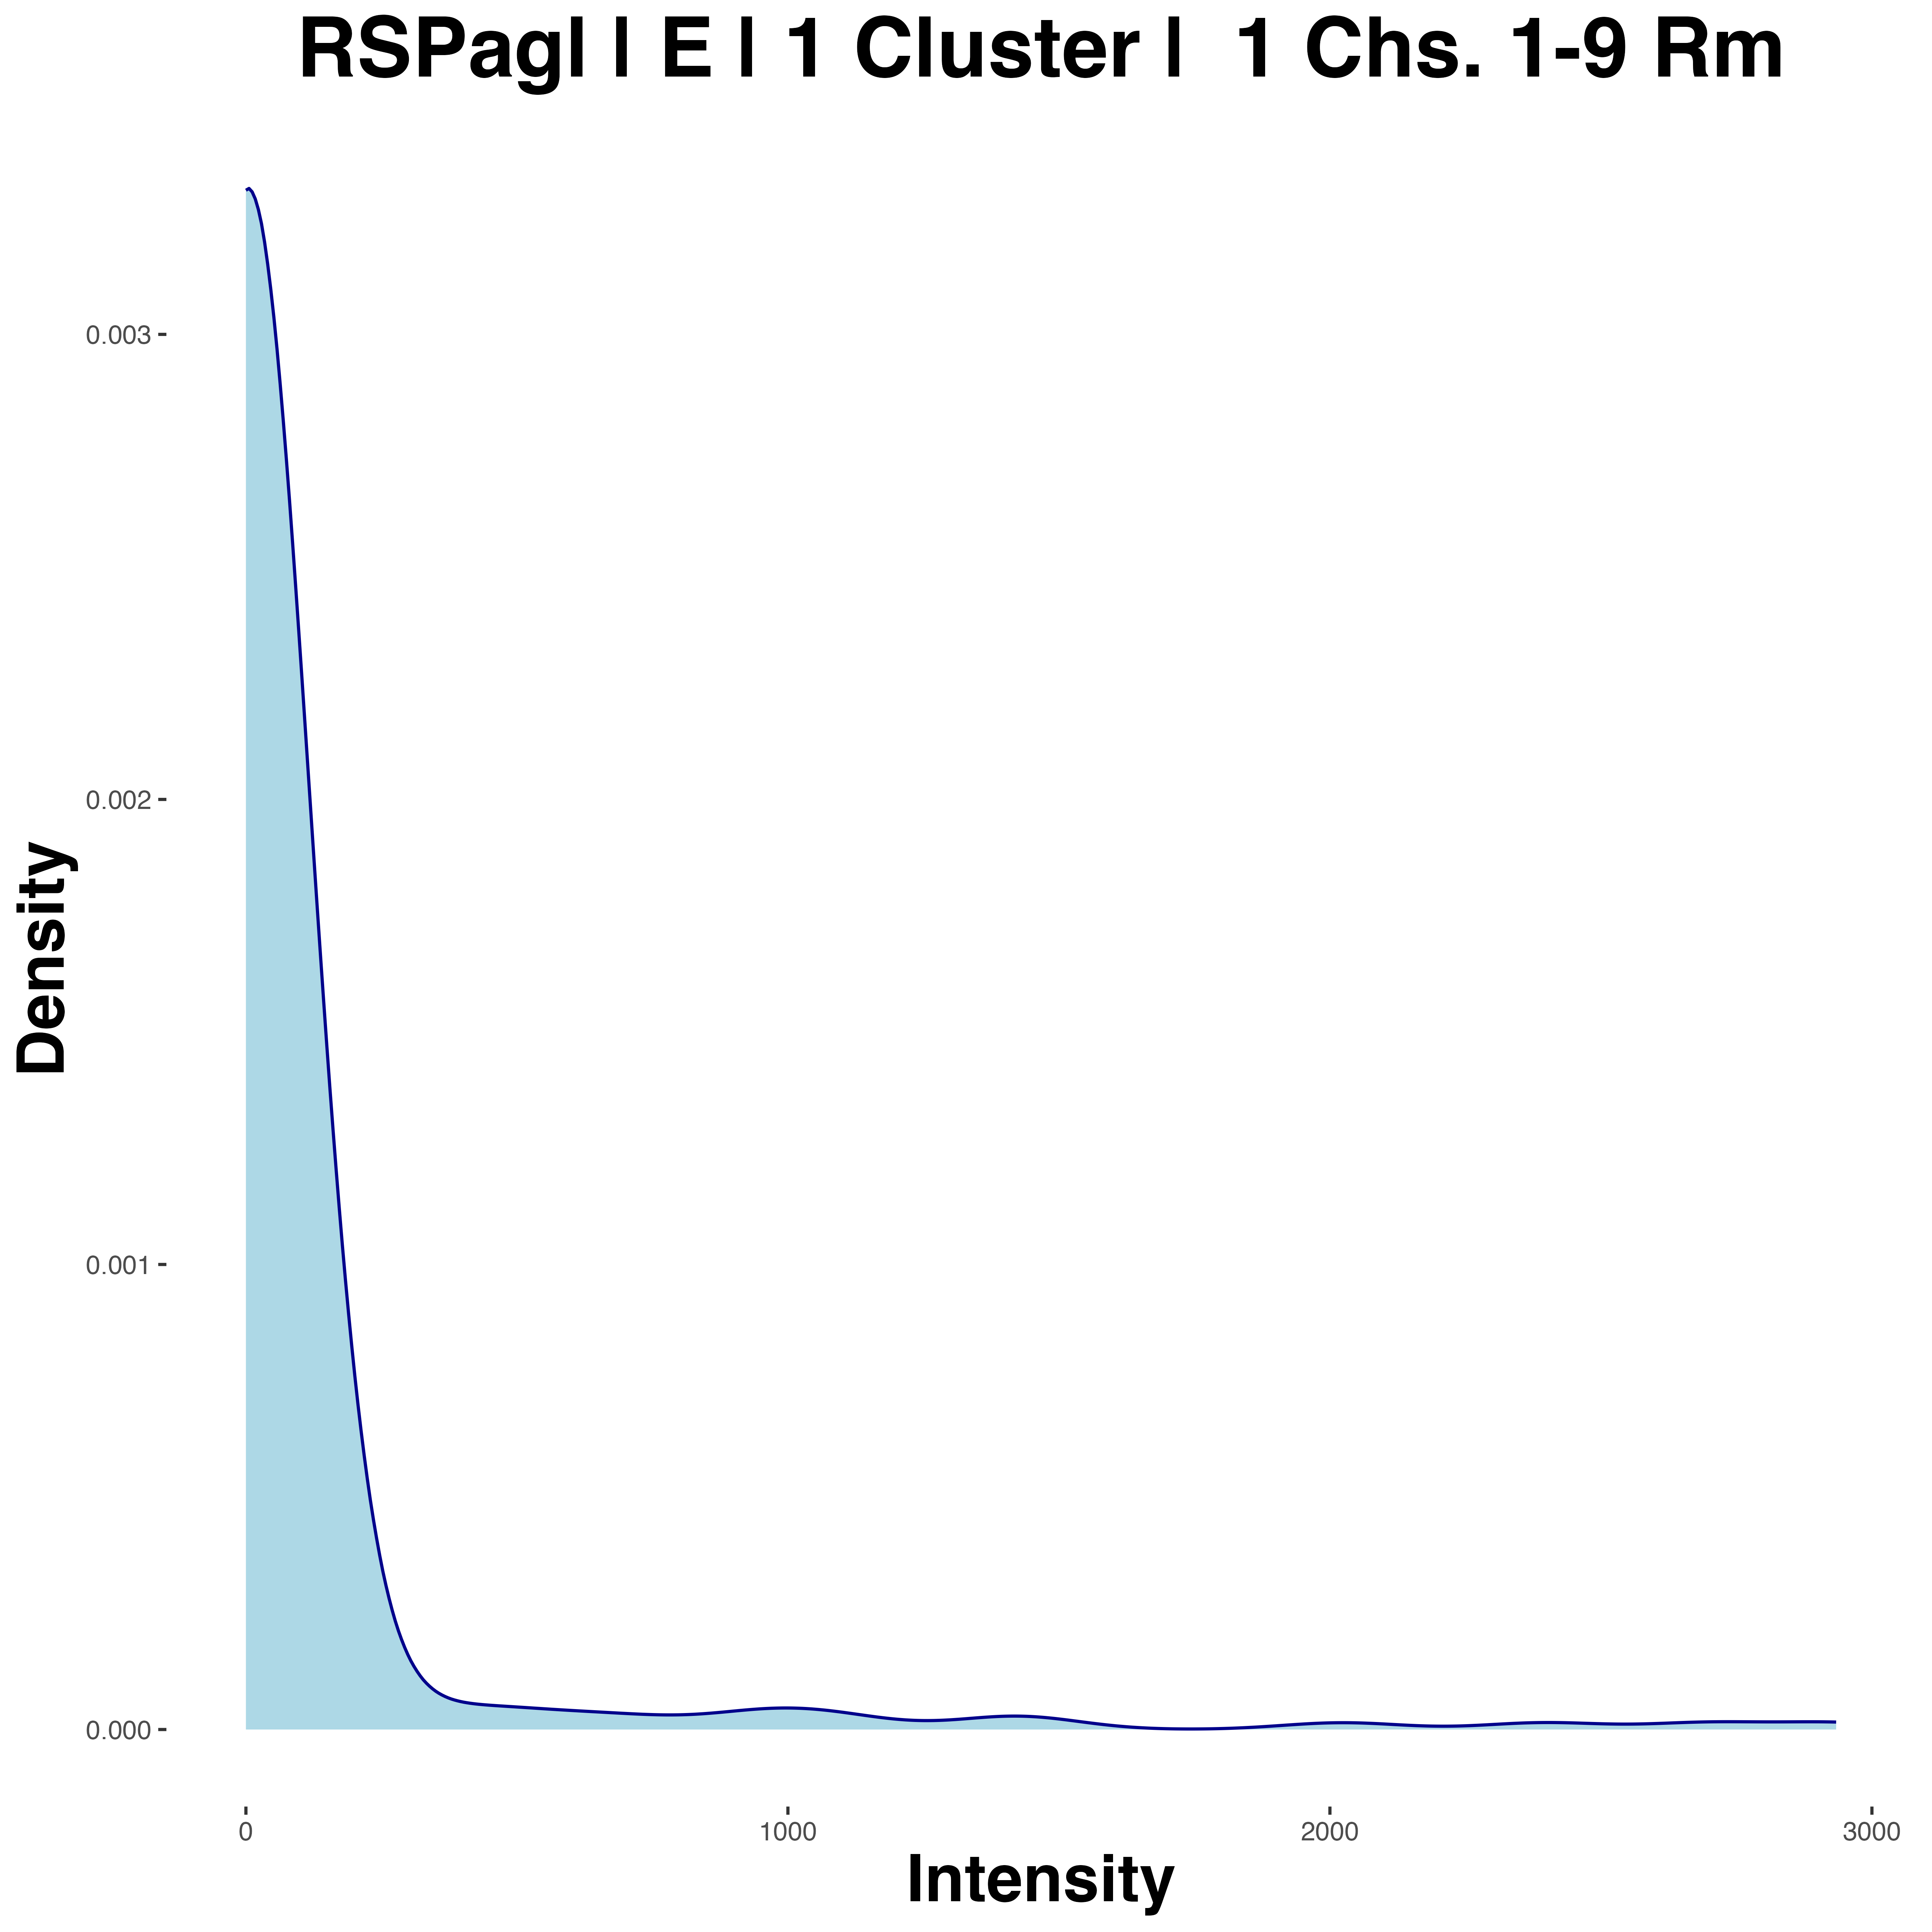 RSPagl | E | 1 Cluster |  1 Chs. 1-9 Rm
0.003
0.002
0.001
0.000
Density
0 1000 2000 3000
Intensity